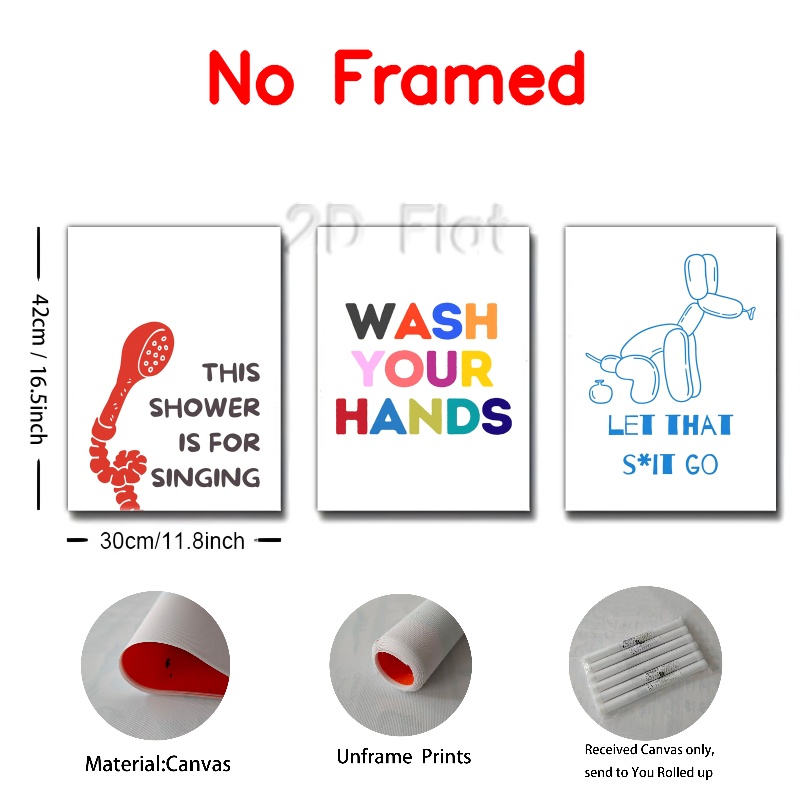 No Framed
2D Flat
42cm / 16.5inch
THIS
SHOWER
IS FOR
SINGING
WASH
YOUR
HANDS
LET THAT
S*IT GO
30cm/11.8inch
Material:Canvas
Unframe Prints
Received Canvas only,
send to You Rolled up